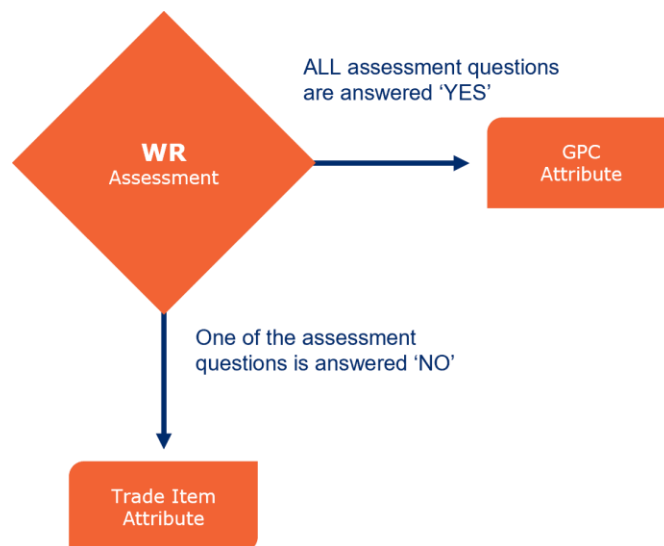 ALL assessment questions
are answered ‘YES’
WR
Assessment
GPC
Attribute
One of the assessment
questions is answered ‘NO’
Trade Item
Attribute